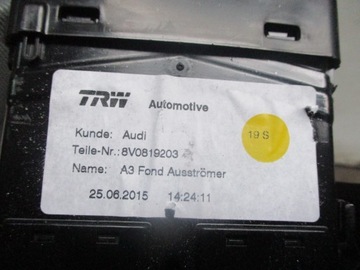 TRW Automotive
Kunde: Audi 19 S
Teile-Nr.: 8V0819203
Name: A3 Fond Ausströmer
25.06.2015 14:24:11